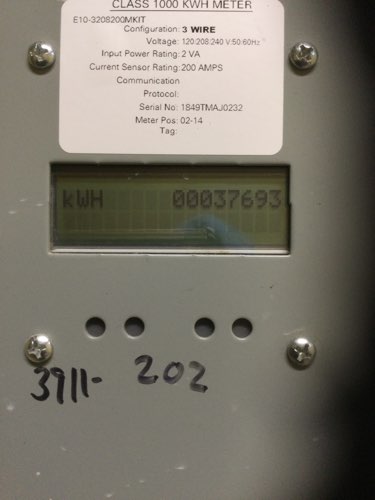 CLASS 1000 KWH METER
E10-3208200MKIT
Configuration: 3 WIRE
Voltage: 120:208:240 V:50:60Hz
Input Power Rating: 2 VA
Current Sensor Rating: 200 AMPS
Communication
Protocol:
Serial No: 1849TMAJ0232
Meter Pos: 02-14
Tag:
kWH 00037693
3911- 202